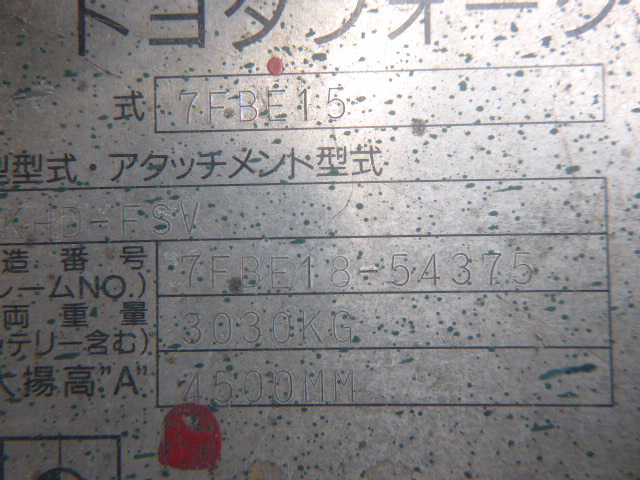 トヨタフォーク
式 7FBE15
型型式・アタッチメント型式
HD-FSV
造番号 7FBE18-54375
レームNO.)
両重量 3030KG
テリー含む)
大揚高"A" 4500MM